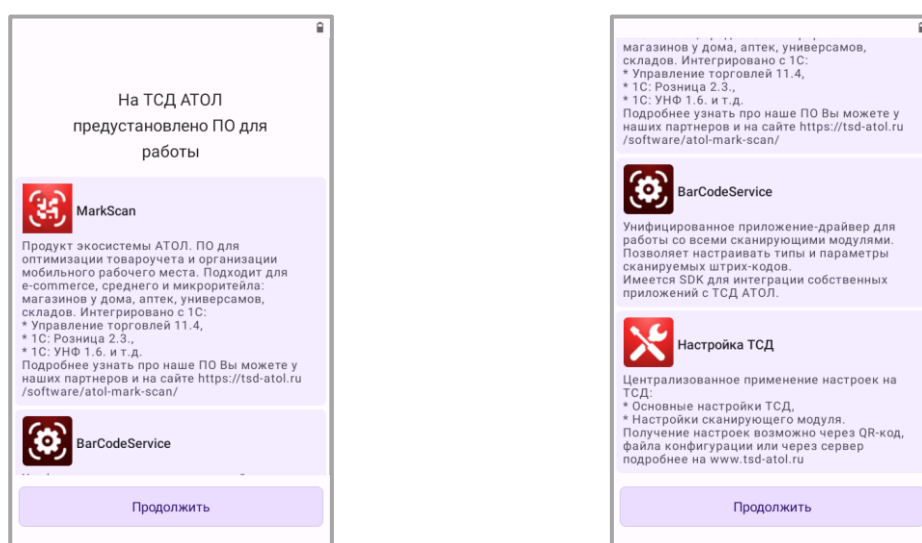 На ТСД АТОЛ
предустановлено ПО для
работы
MarkScan
Продукт экосистемы АТОЛ. ПО для
оптимизации товароучета и организации
мобильного рабочего места. Подходит для
e-commerce, среднего и микроритейла:
магазинов у дома, аптек, универсамов,
складов. Интегрировано с 1С:
* Управление торговлей 11.4,
* 1С: Розница 2.3.,
* 1С: УНФ 1.6. и т.д.
Подробнее узнать про наше ПО Вы можете у
наших партнеров и на сайте https://tsd-atol.ru
/software/atol-mark-scan/
BarCodeService
Продолжить
магазинов у дома, аптек, универсамов,
складов. Интегрировано с 1С:
* Управление торговлей 11.4,
* 1С: Розница 2.3.,
* 1С: УНФ 1.6. и т.д.
Подробнее узнать про наше ПО Вы можете у
наших партнеров и на сайте https://tsd-atol.ru
/software/atol-mark-scan/
BarCodeService
Унифицированное приложение-драйвер для
работы со всеми сканирующими модулями.
Позволяет настраивать типы и параметры
сканируемых штрих-кодов.
Имеется SDK для интеграции собственных
приложений с ТСД АТОЛ.
Настройка ТСД
Централизованное применение настроек на
ТСД:
* Основные настройки ТСД,
* Настройки сканирующего модуля.
Получение настроек возможно через QR-код,
файла конфигурации или через сервер
подробнее на www.tsd-atol.ru
Продолжить